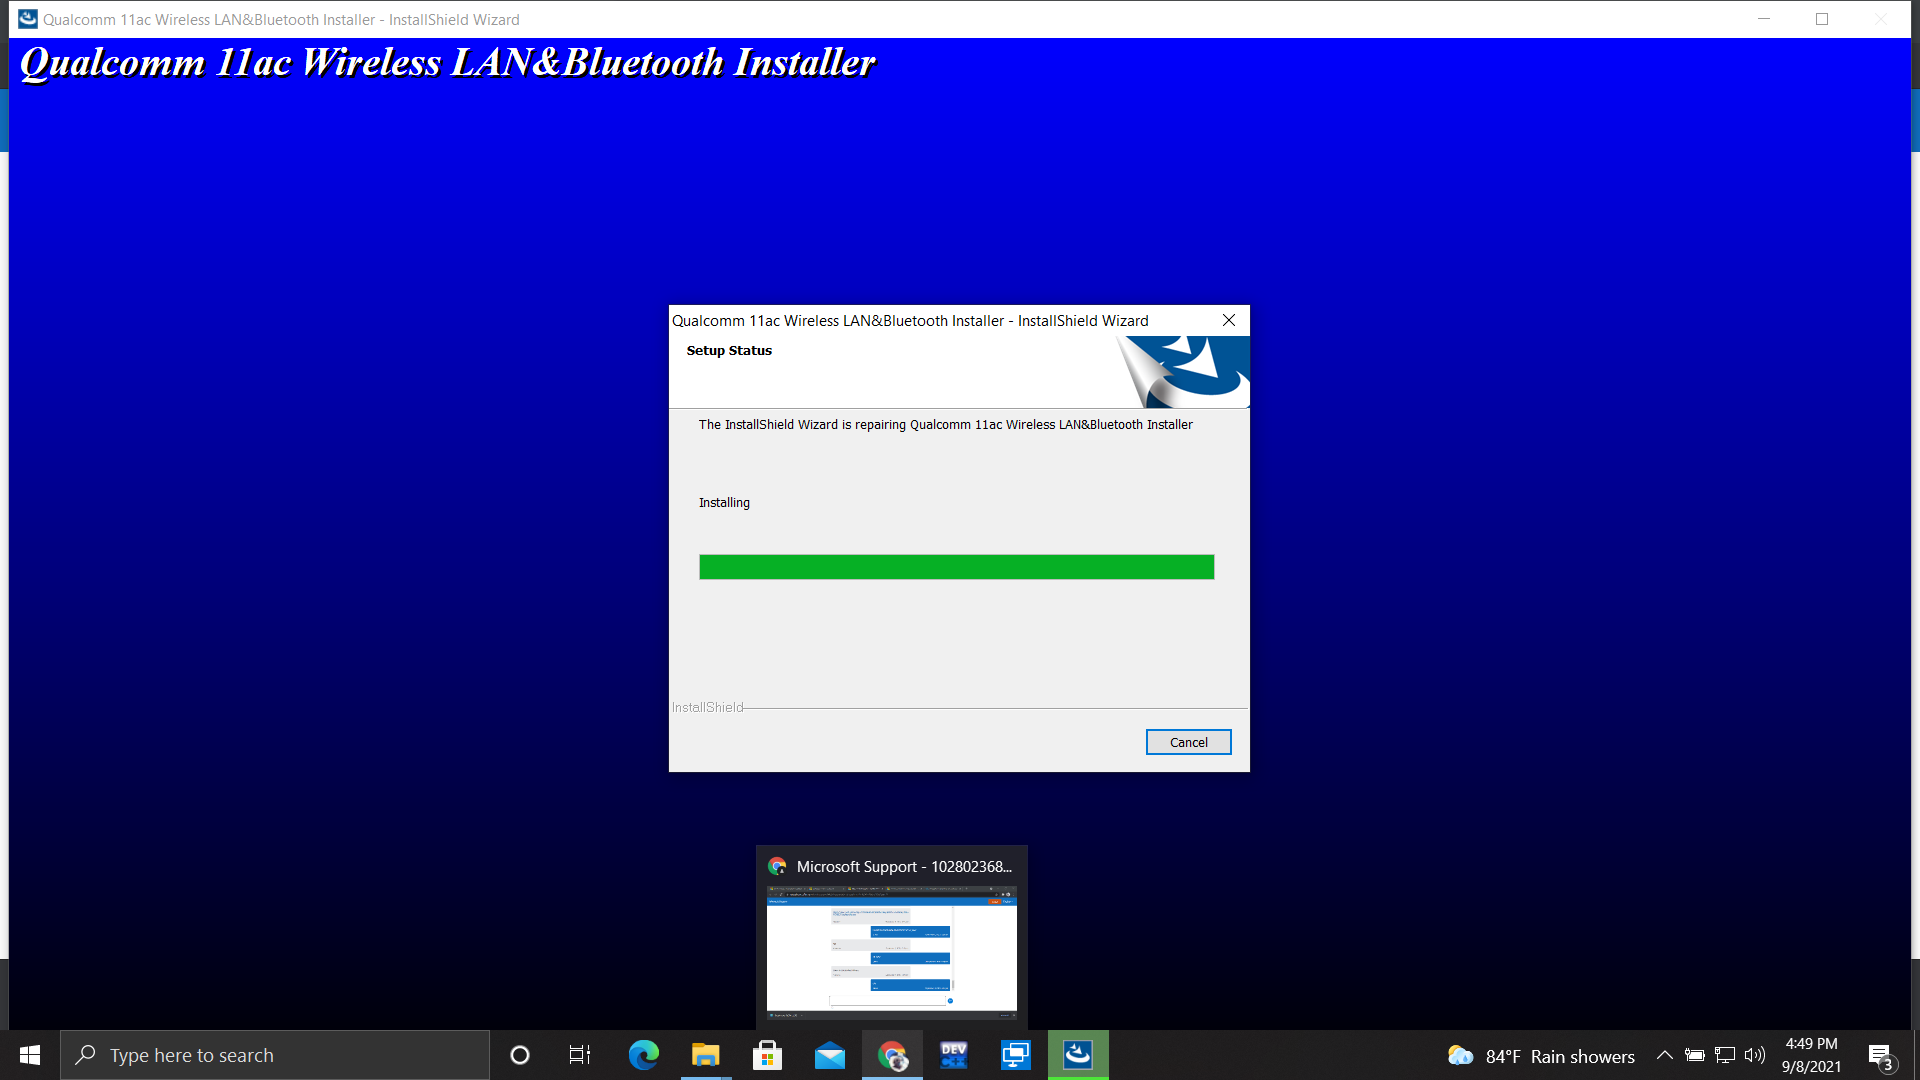 Qualcomm 11ac Wireless LAN&Bluetooth Installer - InstallShield Wizard
Qualcomm 11ac Wireless LAN&Bluetooth Installer
Qualcomm 11ac Wireless LAN&Bluetooth Installer - InstallShield Wizard
Setup Status
The InstallShield Wizard is repairing Qualcomm 11ac Wireless LAN&Bluetooth Installer
Installing
InstallShield
Cancel
Microsoft Support - 102802368...
Type here to search
DEV
C++
84°F Rain showers
4:49 PM
9/8/2021
3